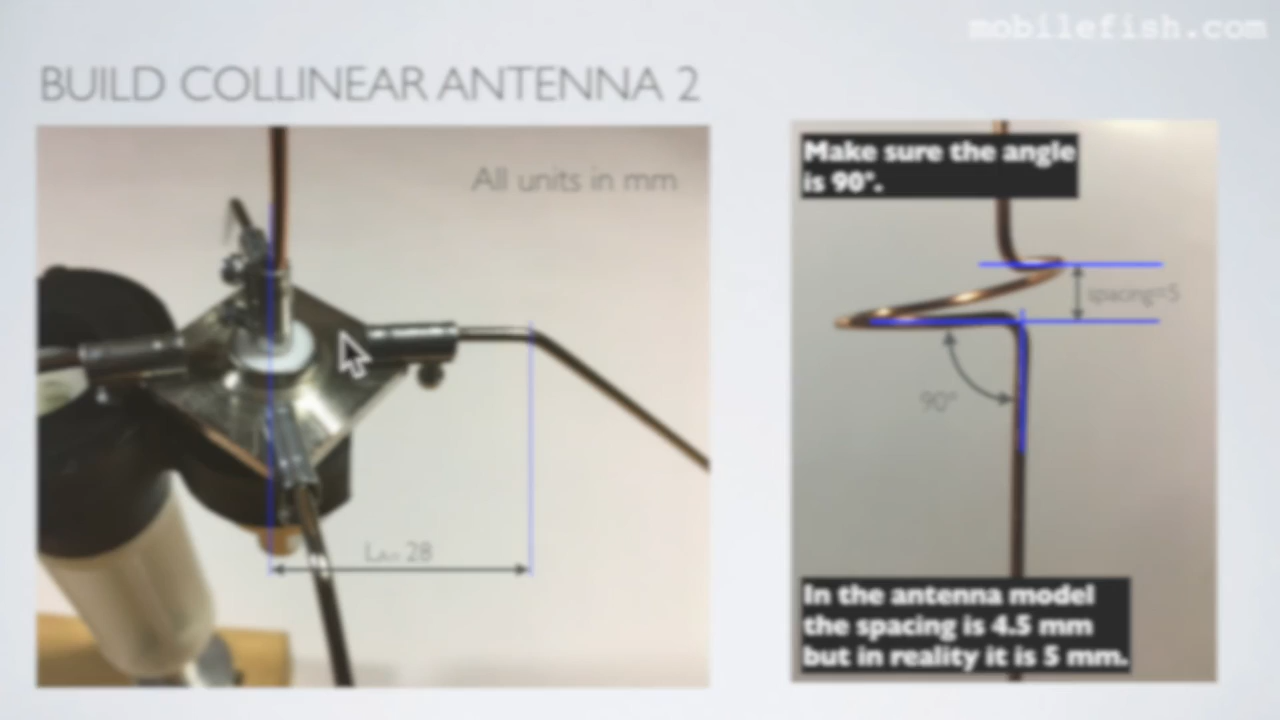 mobilefish.com
BUILD COLLINEAR ANTENNA 2
All units in mm
28
Make sure the angle
is 90°.
spacing=5
90°
In the antenna model
the spacing is 4.5 mm
but in reality it is 5 mm.